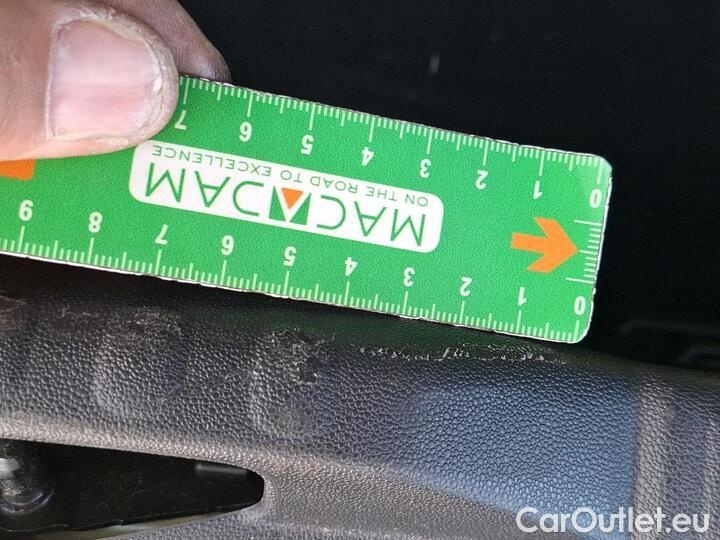 7 6 5 4 3 2 1 0
MACADAM
ON THE ROAD TO EXCELLENCE
9 8 7 6 5 4 3 2 1 0
CarOutlet.eu